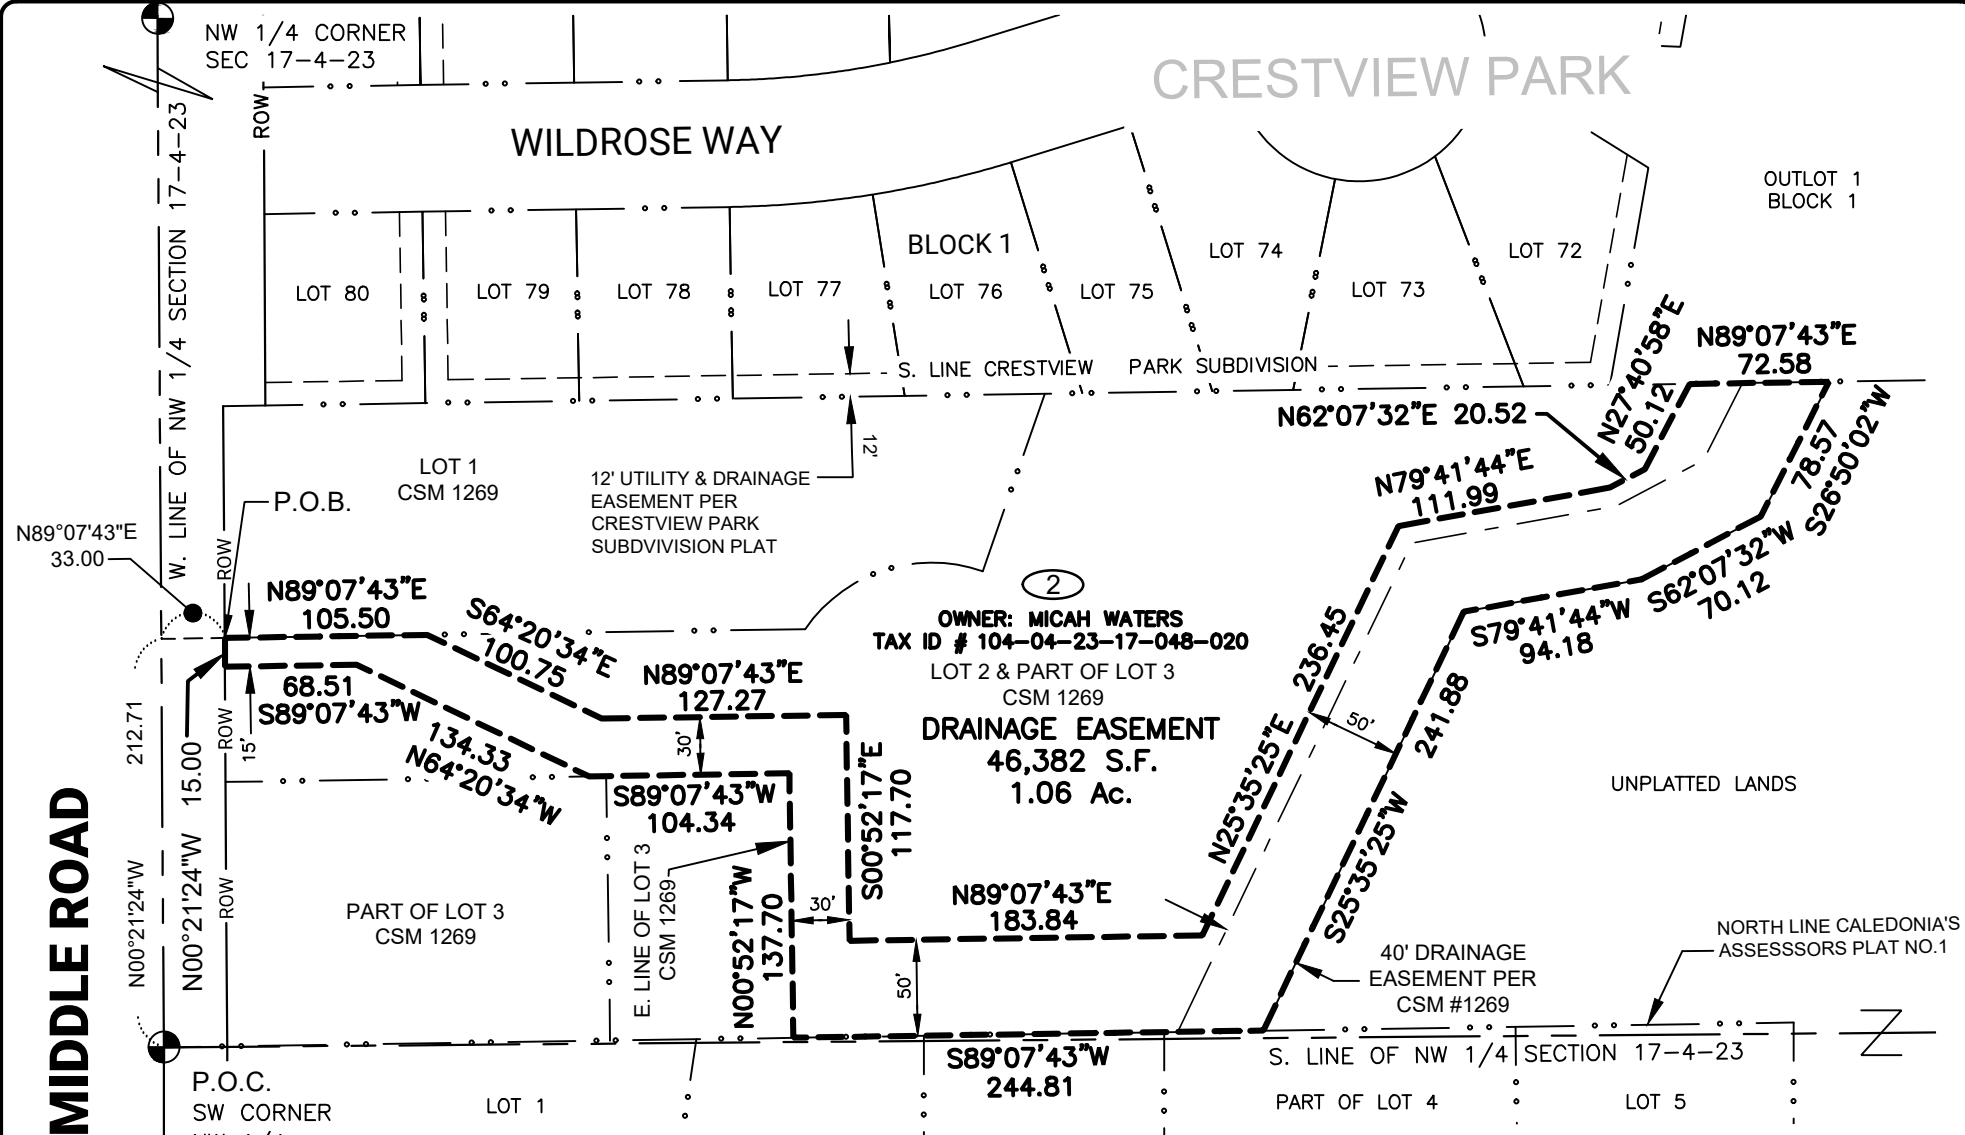 NW 1/4 CORNER
SEC 17-4-23
CRESTVIEW PARK
ROW
WILDROSE WAY
W. LINE OF NW 1/4 SECTION 17-4-23
OUTLOT 1
BLOCK 1
BLOCK 1
LOT 80
LOT 79
LOT 78
LOT 77
LOT 76
LOT 75
LOT 74
LOT 73
LOT 72
S. LINE CRESTVIEW PARK SUBDIVISION
N89°07'43"E
72.58
N27°40'58"E
50.12
N62°07'32"E 20.52
78.57
S26°50'02"W
N79°41'44"E
111.99
LOT 1
CSM 1269
12'
12' UTILITY & DRAINAGE
EASEMENT PER
CRESTVIEW PARK
SUBDVIVISION PLAT
P.O.B.
N89°07'43"E
33.00
ROW
N89°07'43"E
105.50
S64°20'34"E
100.75
N89°07'43"E
127.27
2
OWNER: MICAH WATERS
TAX ID # 104-04-23-17-048-020
LOT 2 & PART OF LOT 3
CSM 1269
DRAINAGE EASEMENT
46,382 S.F.
1.06 Ac.
236.45
N25°35'25"E
S62°07'32"W
70.12
S79°41'44"W
94.18
50'
241.88
S25°35'25"W
68.51
S89°07'43"W
134.33
N64°20'34"W
30'
S89°07'43"W
104.34
S00°52'17"E
117.70
212.71
N00°21'24"W
N00°21'24"W 15.00
ROW
15'
ROW
UNPLATTED LANDS
MIDDLE ROAD
PART OF LOT 3
CSM 1269
E. LINE OF LOT 3
CSM 1269
N00°52'17"W
137.70
30'
N89°07'43"E
183.84
50'
40' DRAINAGE
EASEMENT PER
CSM #1269
NORTH LINE CALEDONIA'S
ASSESSSORS PLAT NO.1
S89°07'43"W
244.81
S. LINE OF NW 1/4 SECTION 17-4-23
P.O.C.
SW CORNER
LOT 1
PART OF LOT 4
LOT 5